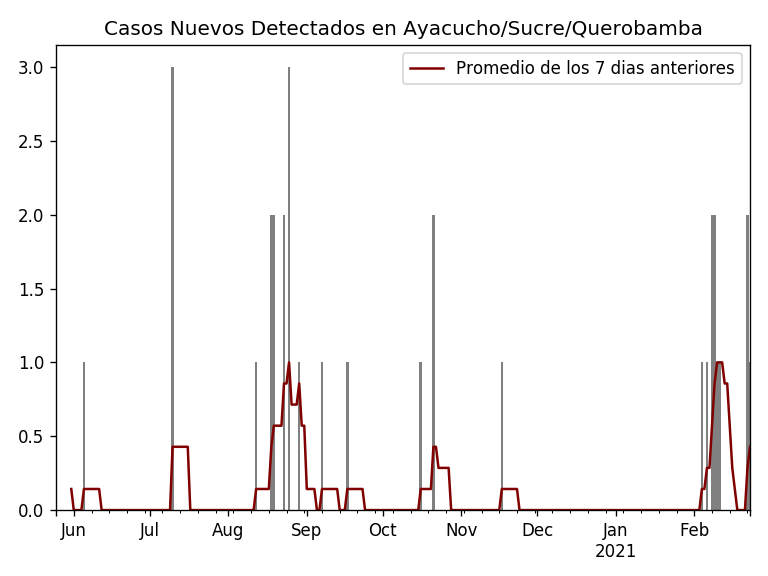 Casos Nuevos Detectados en Ayacucho/Sucre/Querobamba
Promedio de los 7 dias anteriores
3.0
2.5
2.0
1.5
1.0
0.5
0.0
Jun Jul Aug Sep Oct Nov Dec Jan Feb
2021